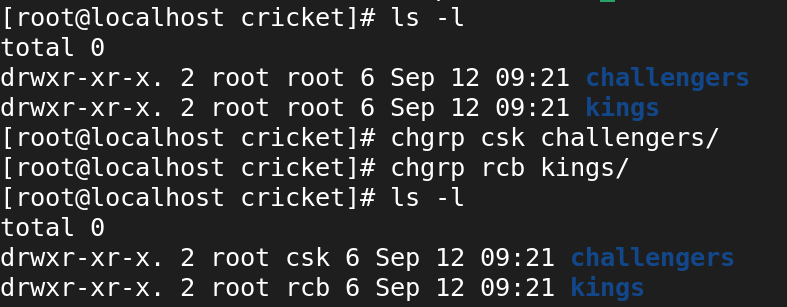 [root@localhost cricket]# ls -l
total 0
drwxr-xr-x. 2 root root 6 Sep 12 09:21 challengers
drwxr-xr-x. 2 root root 6 Sep 12 09:21 kings
[root@localhost cricket]# chgrp csk challengers/
[root@localhost cricket]# chgrp rcb kings/
[root@localhost cricket]# ls -l
total 0
drwxr-xr-x. 2 root csk 6 Sep 12 09:21 challengers
drwxr-xr-x. 2 root rcb 6 Sep 12 09:21 kings